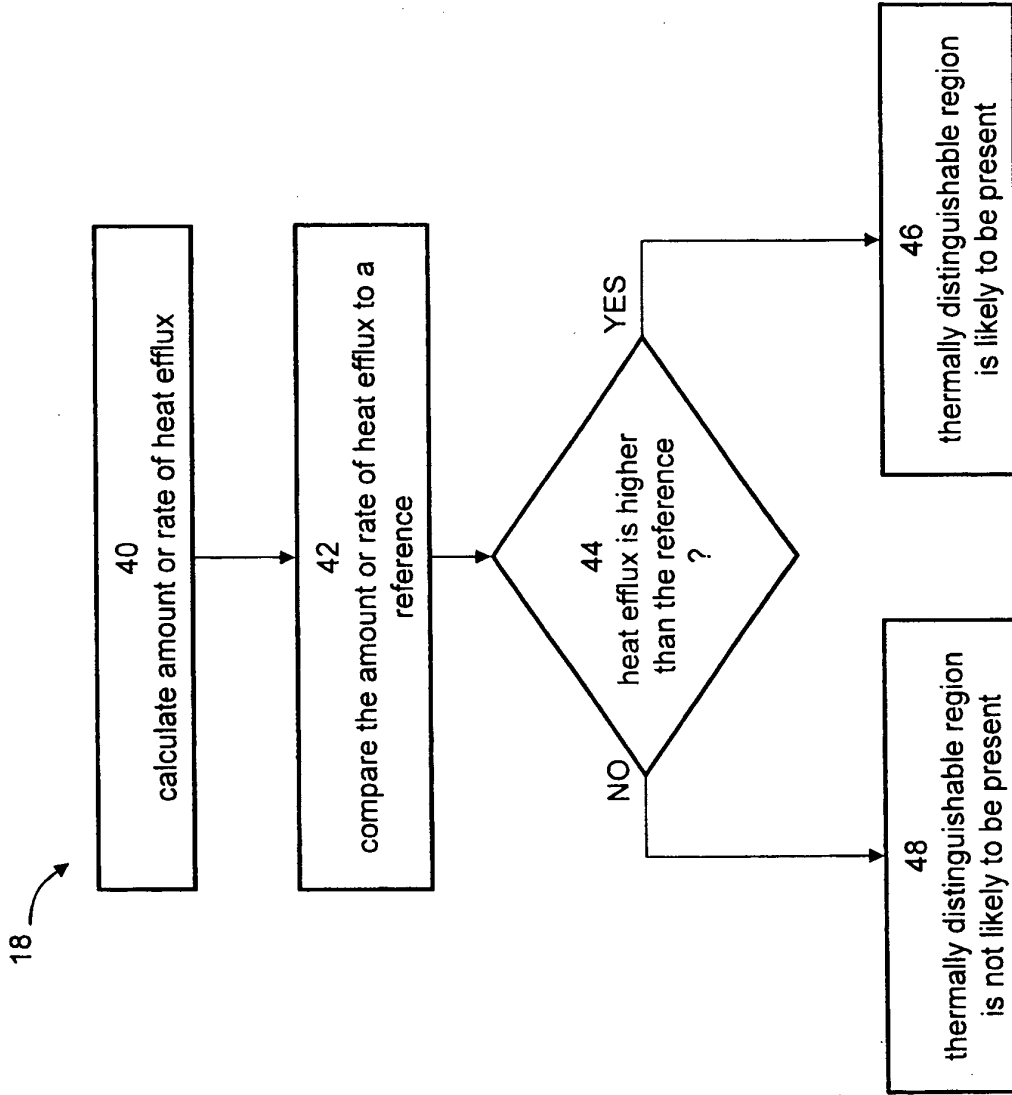 18
40
calculate amount or rate of heat efflux
42
compare the amount or rate of heat efflux to a
reference
44
heat efflux is higher
than the reference
?
NO
YES
48
thermally distinguishable region
is not likely to be present
46
thermally distinguishable region
is likely to be present